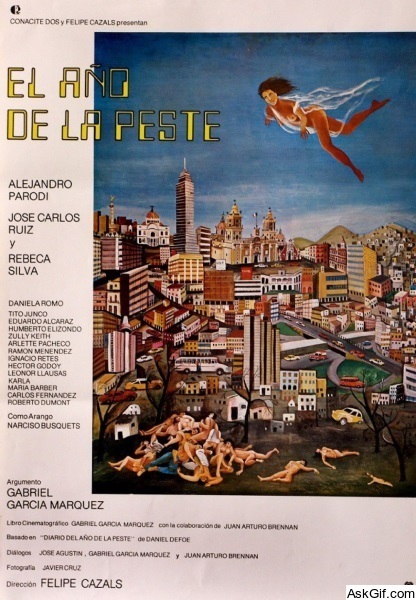 CONACITE DOS y FELIPE CAZALS presentan
EL AÑO
DE LA PESTE
ALEJANDRO
PARODI
JOSE CARLOS
RUIZ
y
REBECA
SILVA
DANIELA ROMO
TITO JUNCO
EDUARDO ALCARAZ
HUMBERTO ELIZONDO
ZULLY KEITH
ARLETTE PACHECO
RAMON MENENDEZ
IGNACIO RETES
HECTOR GODOY
LEONOR LLAUSAS
KARLA
MARIA BARBER
CARLOS FERNANDEZ
ROBERTO DUMONT
Como Arango
NARCISO BUSQUETS
Argumento
GABRIEL
GARCIA MARQUEZ
Libro Cinematográfico GABRIEL GARCIA MARQUEZ con la colaboración de JUAN ARTURO BRENNAN
Basado en "DIARIO DEL AÑO DE LA PESTE" de DANIEL DEFOE
Diálogos JOSE AGUSTIN, GABRIEL GARCIA MARQUEZ y JUAN ARTURO BRENNAN
Fotografía JAVIER CRUZ
Dirección FELIPE CAZALS
AskGif.com